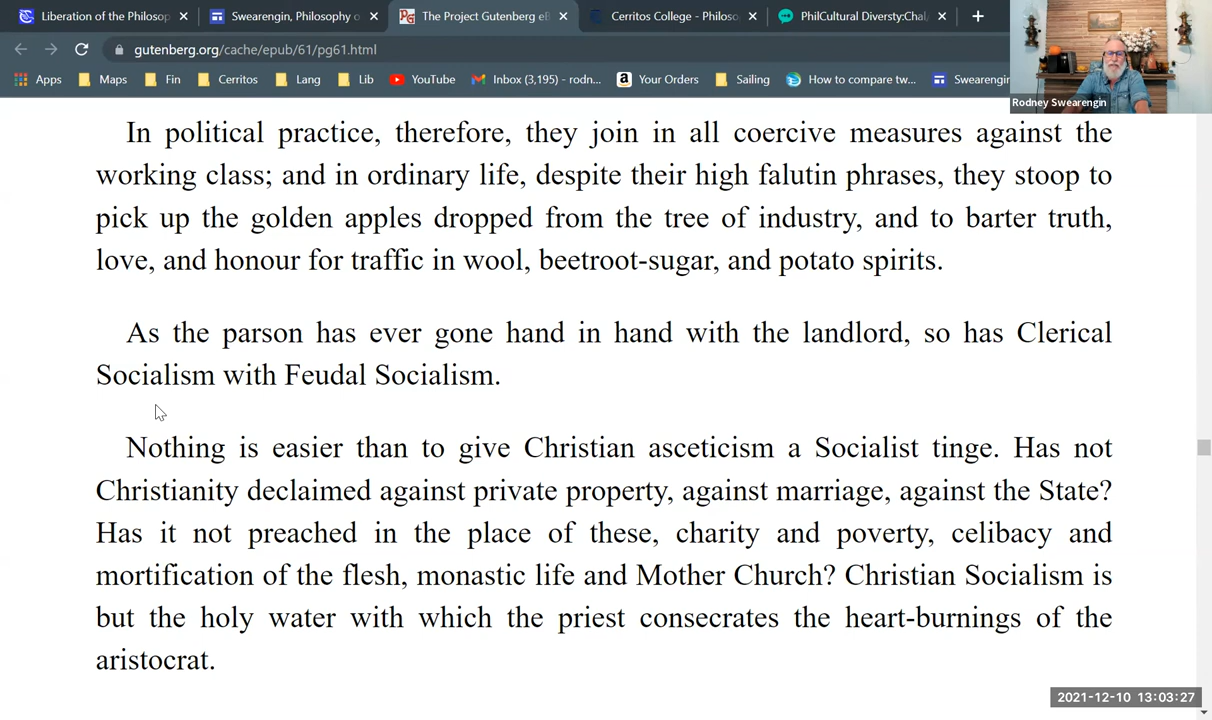 Liberation of the Philosop
Swearengin, Philosophy o
The Project Gutenberg eB
Cerritos College - Philoso
PhilCultural Diversty:Chal
gutenberg.org/cache/epub/61/pg61.html
Apps Maps Fin Cerritos Lang Lib YouTube Inbox (3,195) - rodn... Your Orders Sailing How to compare tw... Swearengin
Rodney Swearengin
In political practice, therefore, they join in all coercive measures against the
working class; and in ordinary life, despite their high falutin phrases, they stoop to
pick up the golden apples dropped from the tree of industry, and to barter truth,
love, and honour for traffic in wool, beetroot-sugar, and potato spirits.
As the parson has ever gone hand in hand with the landlord, so has Clerical
Socialism with Feudal Socialism.
Nothing is easier than to give Christian asceticism a Socialist tinge. Has not
Christianity declaimed against private property, against marriage, against the State?
Has it not preached in the place of these, charity and poverty, celibacy and
mortification of the flesh, monastic life and Mother Church? Christian Socialism is
but the holy water with which the priest consecrates the heart-burnings of the
aristocrat.
2021-12-10 13:03:27